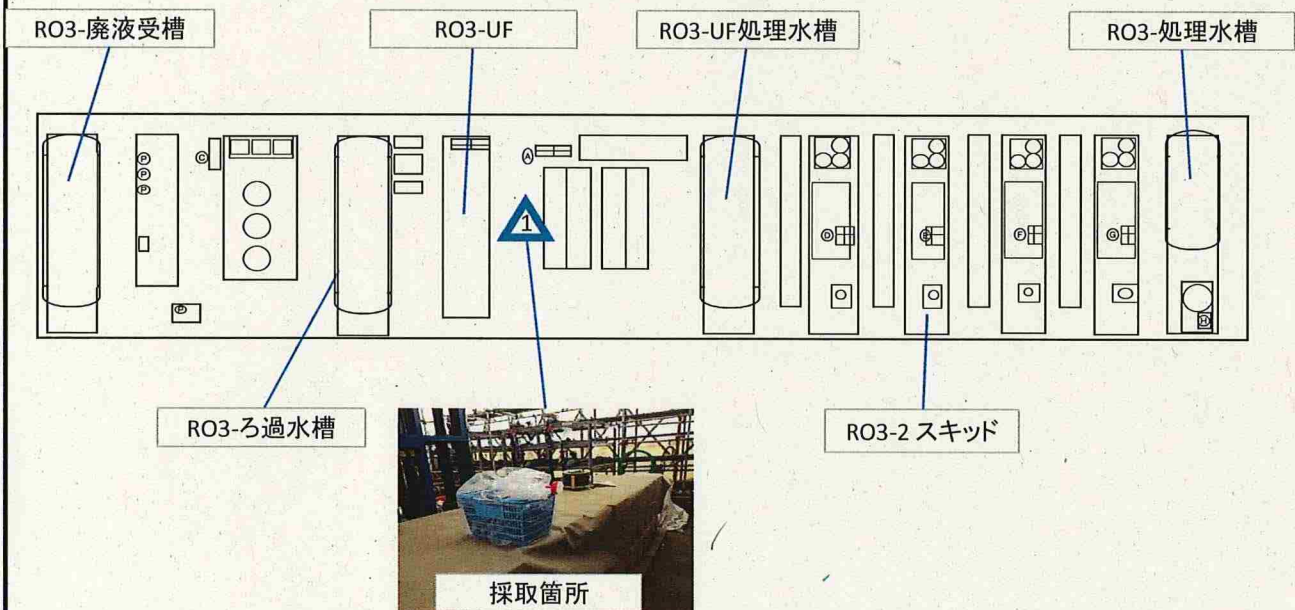 RO3-廃液受槽
RO3-UF
RO3-UF処理水槽
RO3-処理水槽
P
P
P
C
A
1
D
F
G
P
H
RO3-ろ過水槽
RO3-2 スキッド
採取箇所